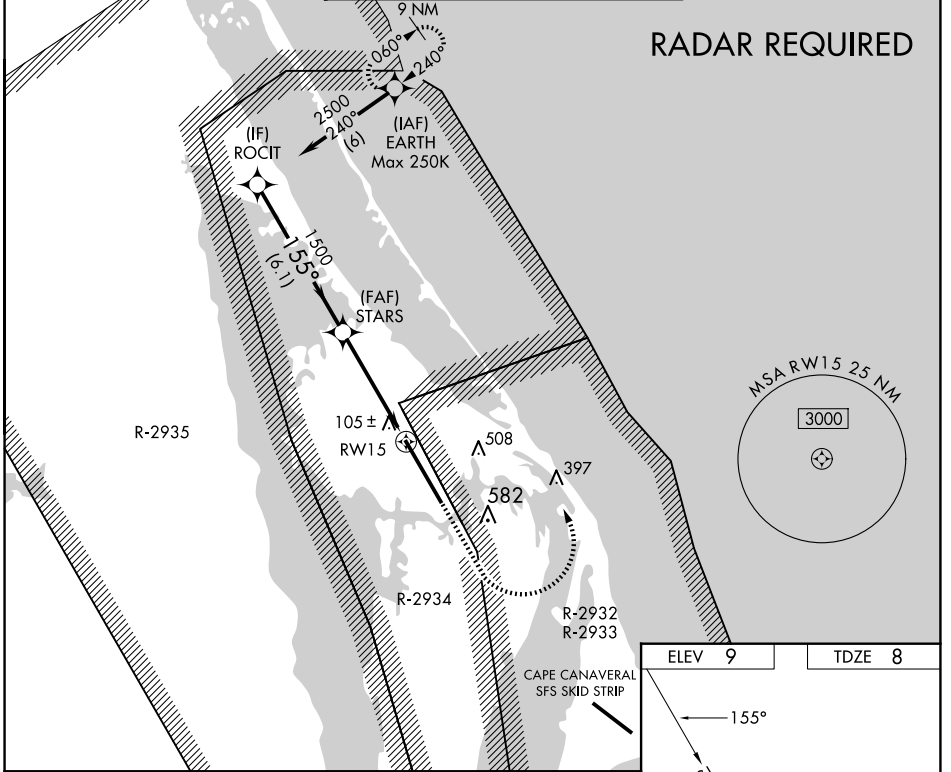 9 NM
RADAR REQUIRED
060°
240°
2500
240°
(6)
(IAF)
EARTH
Max 250K
(IF)
ROCIT
1500
155°
(6.1)
(FAF)
STARS
MSA RW15 25 NM
3000
105 ±
RW15
508
R-2935
397
582
R-2934
R-2932
R-2933
CAPE CANAVERAL
SFS SKID STRIP
ELEV 9
TDZE 8
155°